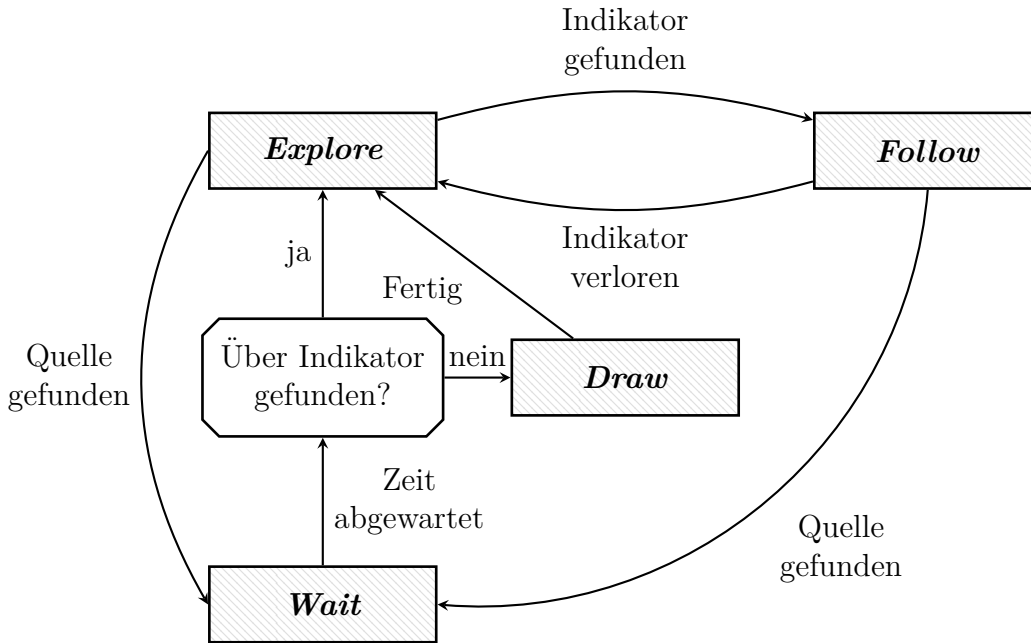 Indikator
gefunden
Explore
Follow
Indikator
verloren
ja
Fertig
Quelle
gefunden
Über Indikator
gefunden?
nein
Draw
Zeit
abgewartet
Quelle
gefunden
Wait